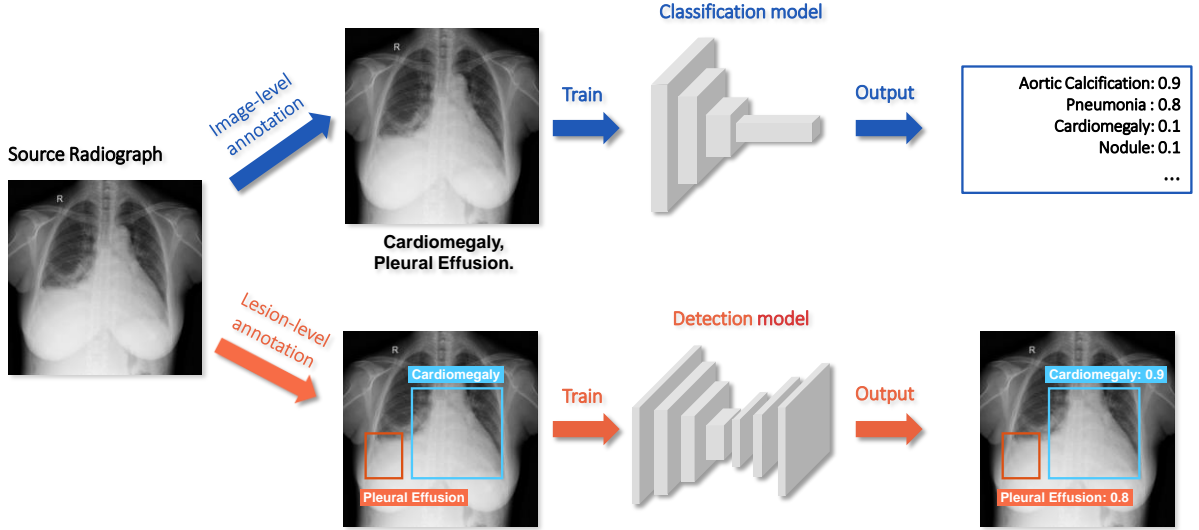 Source Radiograph
R
Image-level
annotation
R
Cardiomegaly,
Pleural Effusion.
Train
Classification model
Output
Aortic Calcification: 0.9
Pneumonia : 0.8
Cardiomegaly: 0.1
Nodule: 0.1
...
Lesion-level
annotation
R
Cardiomegaly
Pleural Effusion
Train
Detection model
Output
R
Cardiomegaly: 0.9
Pleural Effusion: 0.8